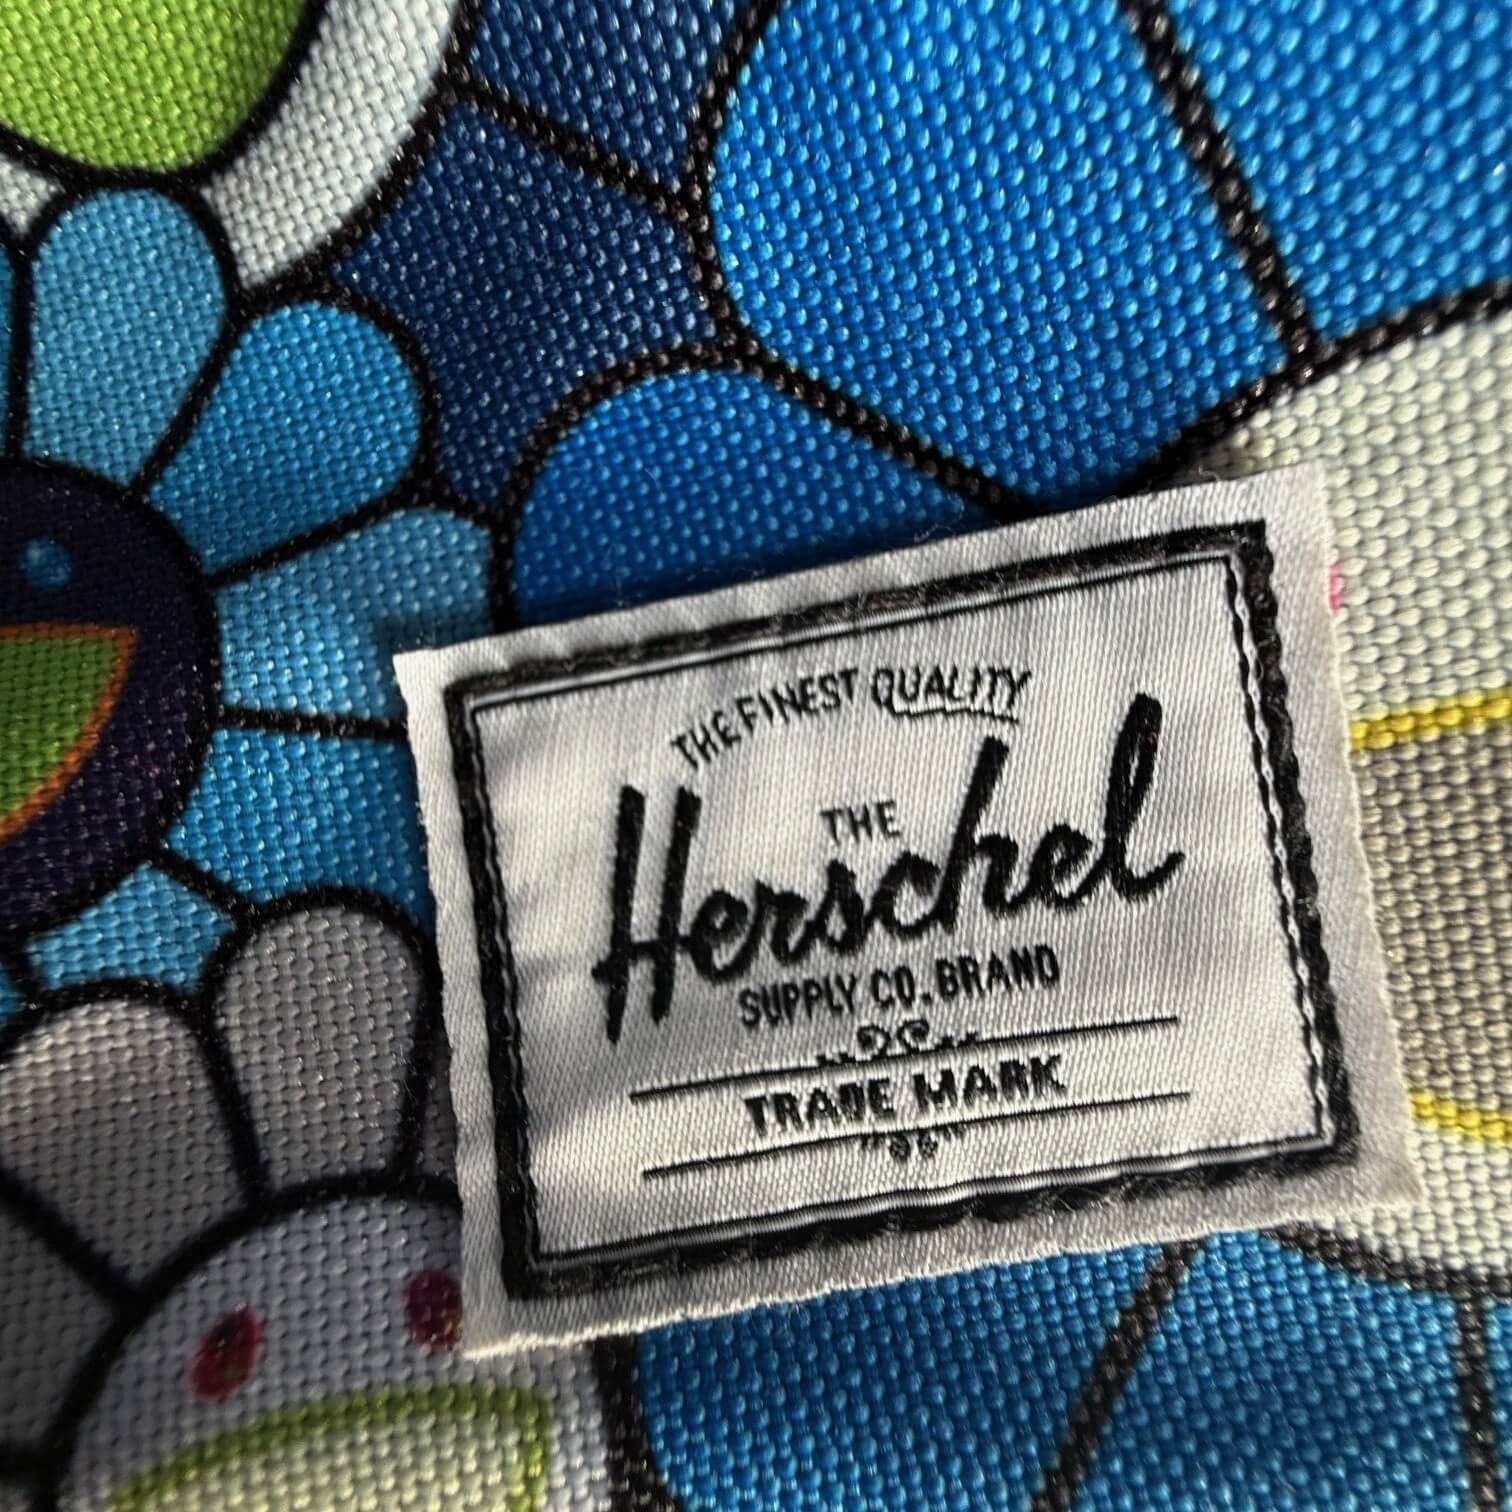 THE FINEST QUALITY
THE
Herschel
SUPPLY CO. BRAND
TRADE MARK